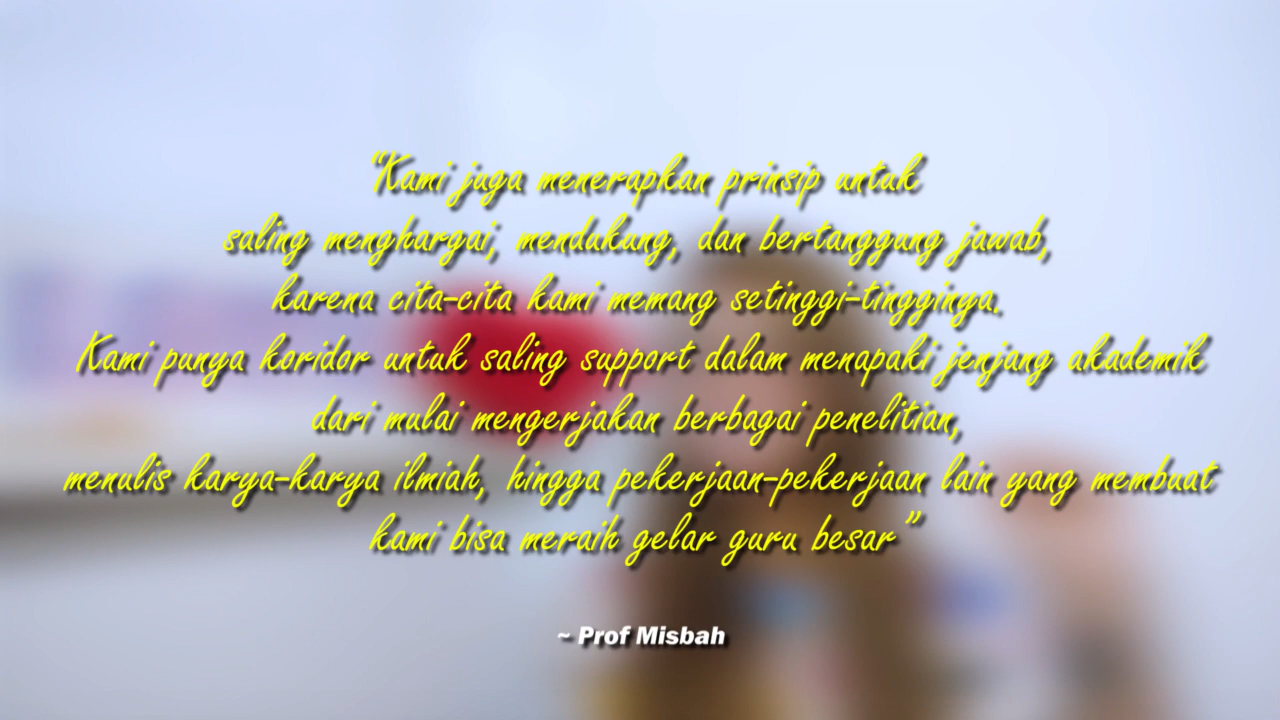 “Kami juga menerapkan prinsip untuk
saling menghargai, mendukung, dan bertanggung jawab,
karena cita-cita kami memang setinggi-tingginya.
Kami punya koridor untuk saling support dalam menapaki jenjang akademik
dari mulai mengerjakan berbagai penelitian,
menulis karya-karya ilmiah, hingga pekerjaan-pekerjaan lain yang membuat
kami bisa meraih gelar guru besar”
~ Prof Misbah